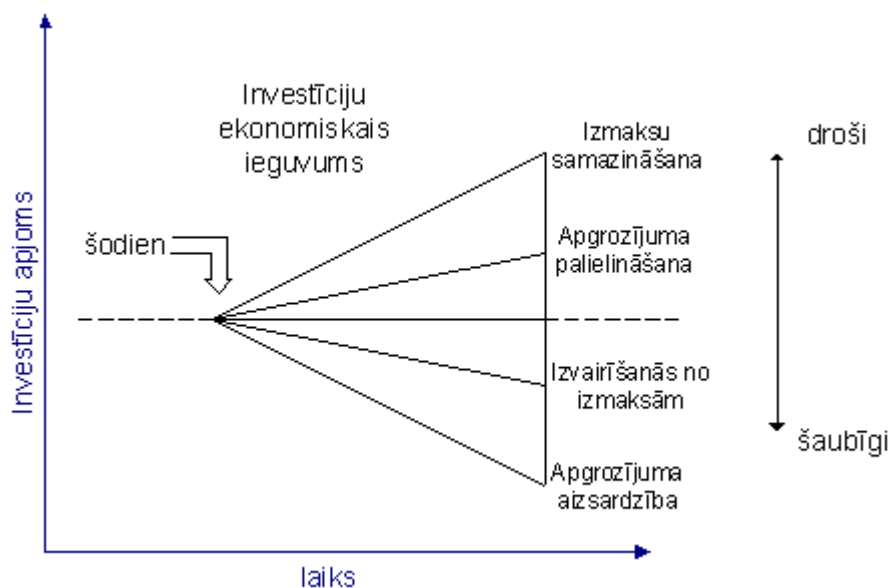 Investīciju
ekonomiskais
ieguvums
Izmaksu
samazināšana
droši
šodien
Apgrozījuma
palielināšana
Investīciju apjoms
Izvairīšanās no
izmaksām
šaubīgi
Apgrozījuma
aizsardzība
laiks